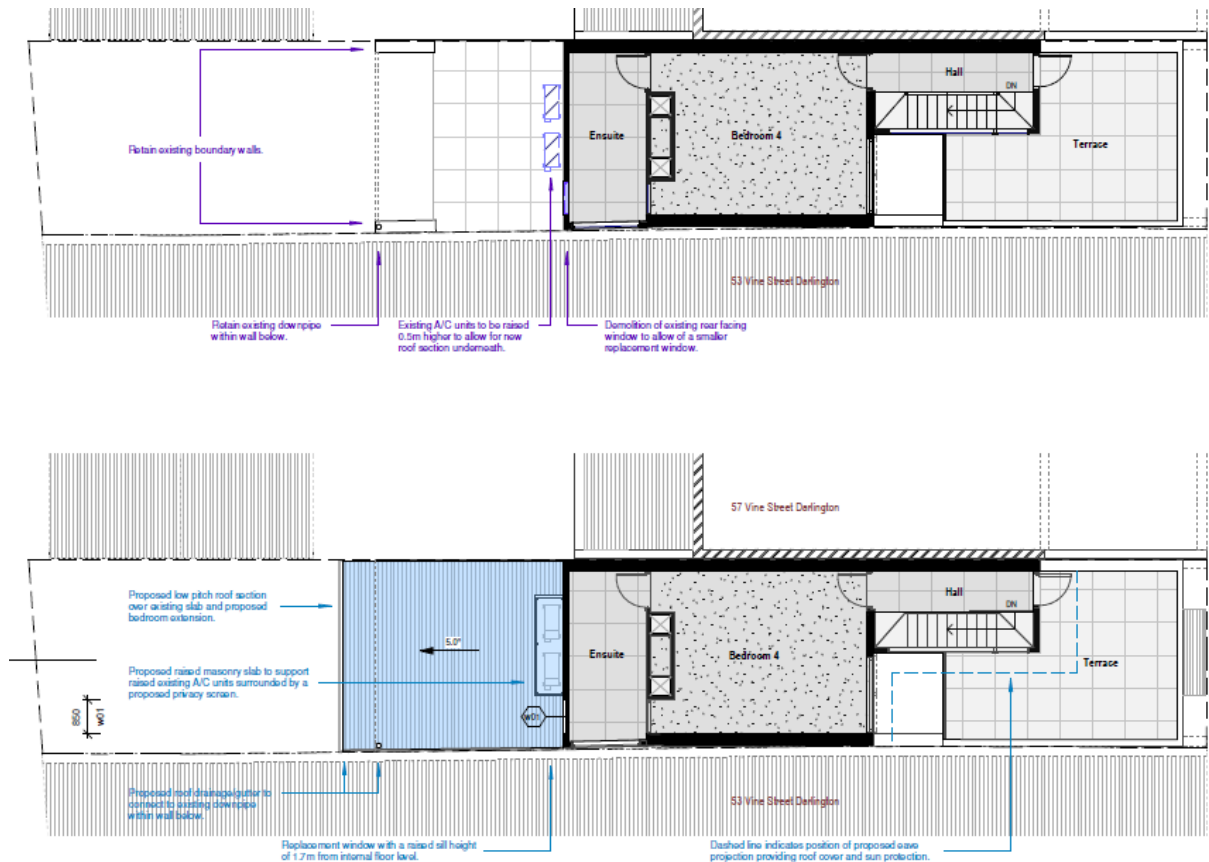 Hall
DN
Retain existing boundary walls.
Ensuite
Bedroom 4
Terrace
53 Vine Street Darlington
Retain existing downpipe
within wall below.
Existing A/C units to be raised
0.5m higher to allow for new
roof section underneath.
Demolition of existing rear facing
window to allow of a smaller
replacement window.
57 Vine Street Darlington
Proposed low pitch roof section
over existing slab and proposed
bedroom extension.
Hall
DN
5.0°
Ensuite
Bedroom 4
Terrace
Proposed raised masonry slab to support
raised existing A/C units surrounded by a
proposed privacy screen.
850
w01
w01
Proposed roof drainage/gutter to
connect to existing downpipe
within wall below.
53 Vine Street Darlington
Replacement window with a raised sill height
of 1.7m from internal floor level.
Dashed line indicates position of proposed eave
projection providing roof cover and sun protection.